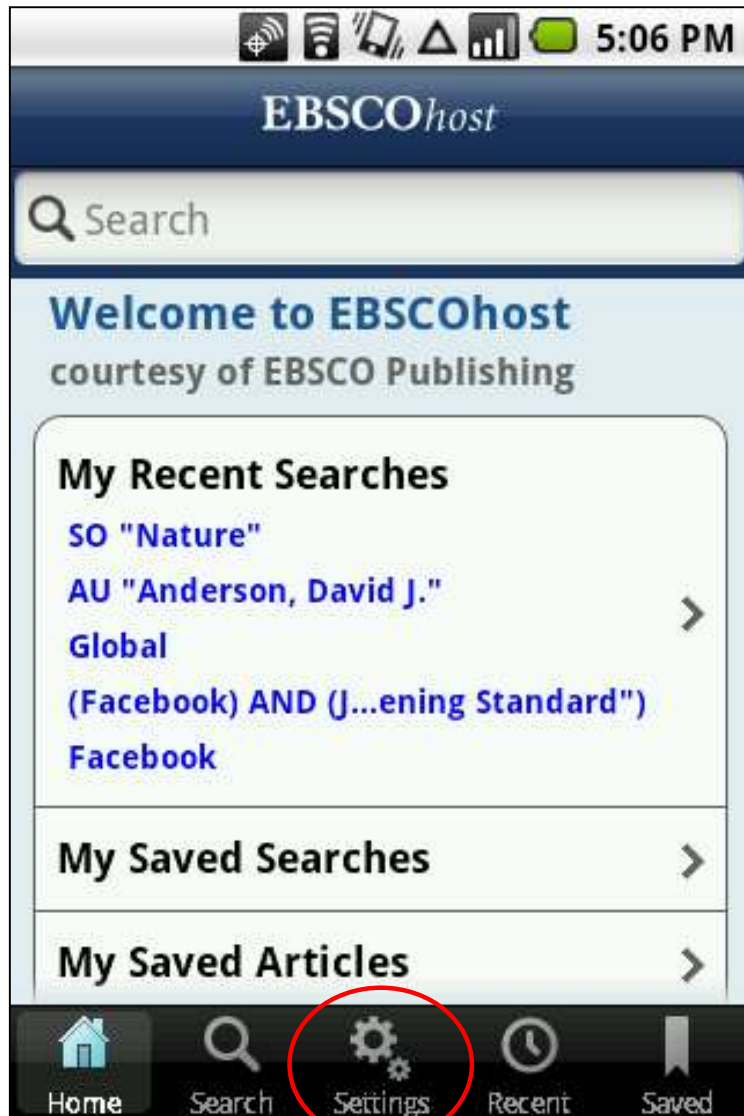 5:06 PM
EBSCOhost
Search
Welcome to EBSCOhost
courtesy of EBSCO Publishing
My Recent Searches
SO "Nature"
AU "Anderson, David J."
Global
(Facebook) AND (J...ening Standard")
Facebook
My Saved Searches
My Saved Articles
Home Search Settings Recent Saved